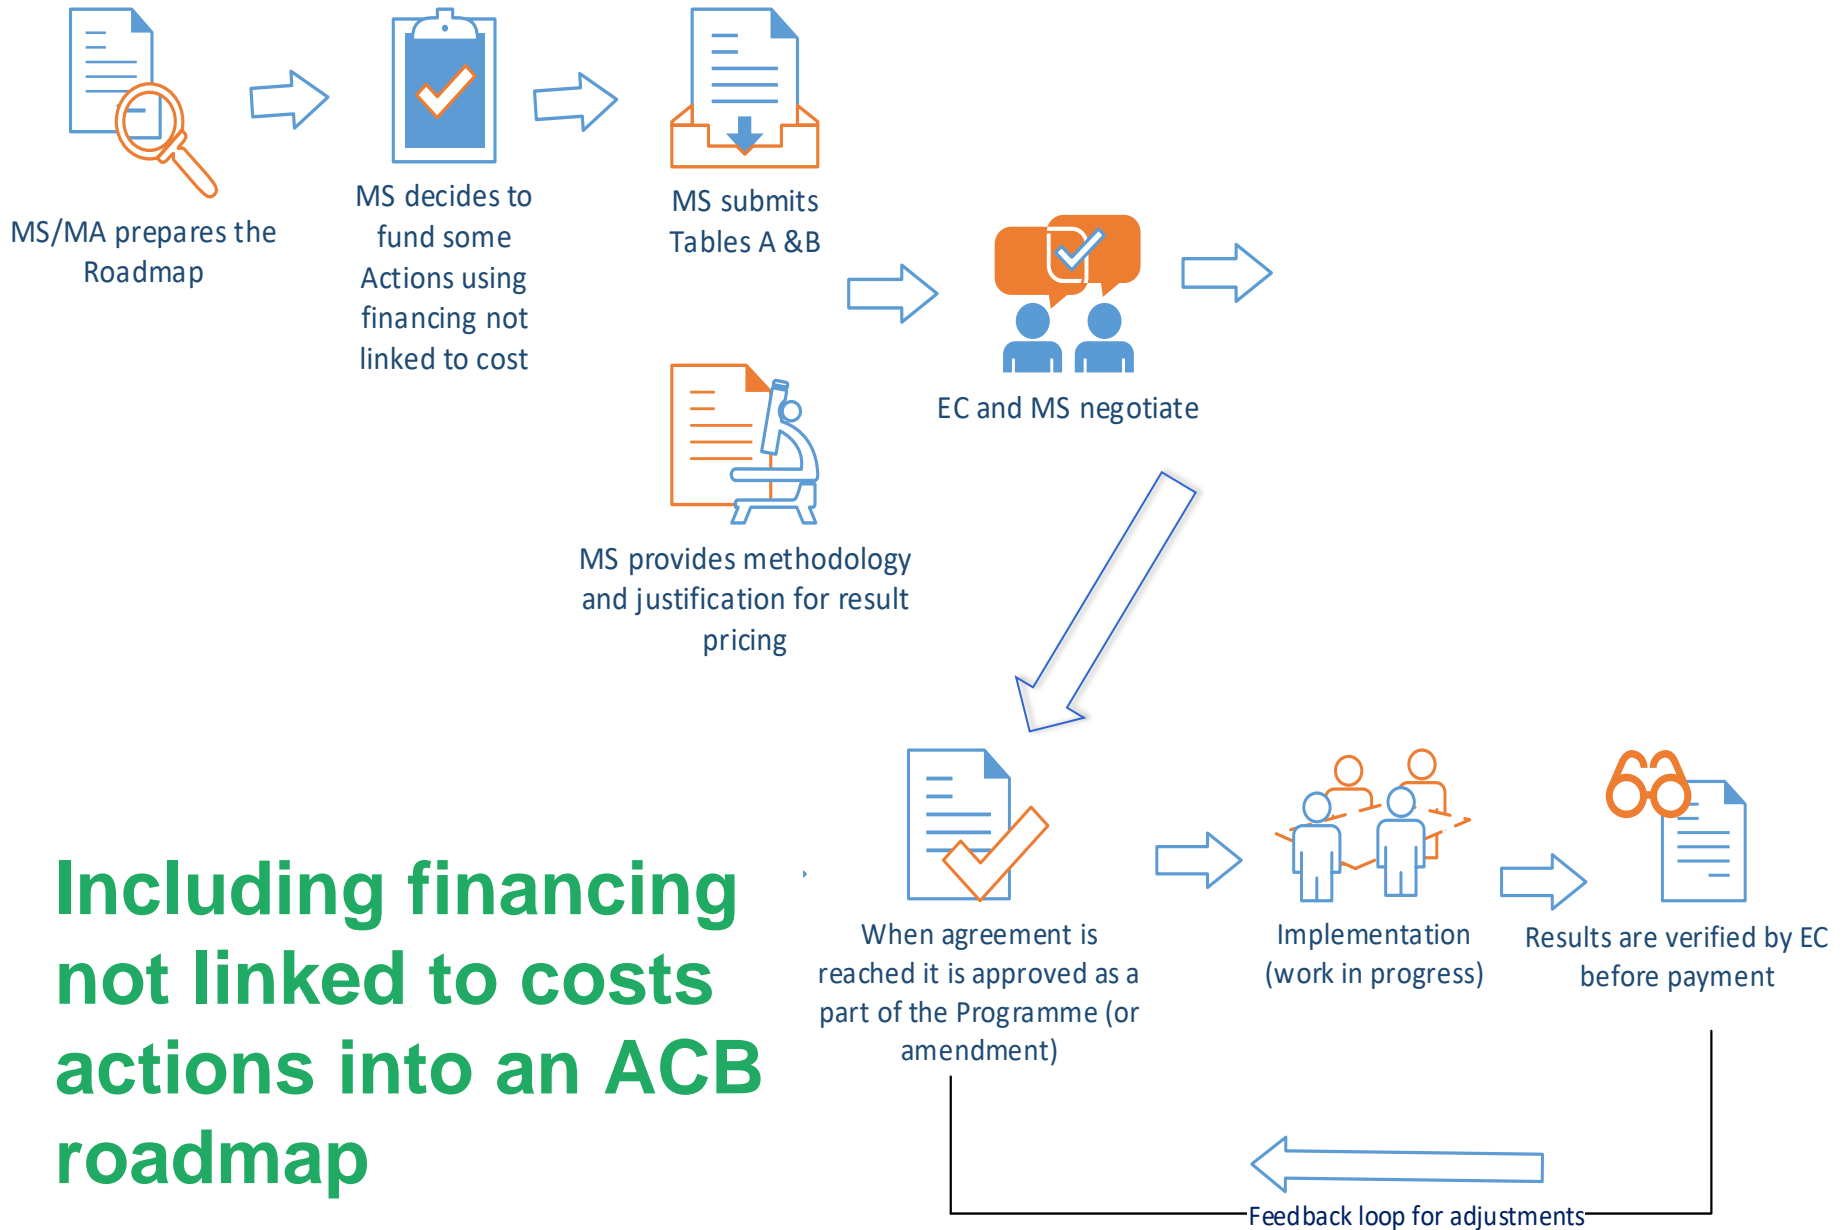 MS/MA prepares the
Roadmap
MS decides to
fund some
Actions using
financing not
linked to cost
MS submits
Tables A &B
MS provides methodology
and justification for result
pricing
EC and MS negotiate
When agreement is
reached it is approved as a
part of the Programme (or
amendment)
Implementation
(work in progress)
Results are verified by EC
before payment
Feedback loop for adjustments
Including financing
not linked to costs
actions into an ACB
roadmap